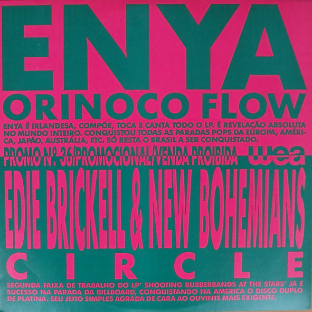 ENYA
ORINOCO FLOW
ENYA É IRLANDESA, COMPÕE, TOCA E CANTA TODO O LP. É REVELAÇÃO ABSOLUTA
NO MUNDO INTEIRO. CONQUISTOU TODAS AS PARADAS POPS DA EUROPA, AMÉRI-
CA, JAPÃO, AUSTRÁLIA, ETC. SÓ RESTA O BRASIL A SER CONQUISTADO.
PROMO Nº 36/PROMOCIONAL/VENDA PROIBIDA wea
EDIE BRICKELL & NEW BOHEMIANS
CIRCLE
SEGUNDA FAIXA DE TRABALHO DO LP' SHOOTING RUBBERBANDS AT THE STARS' JÁ É
SUCESSO NA PARADA DA BILLBOARD, CONQUISTANDO NA AMÉRICA O DISCO DUPLO
DE PLATINA. SEU JEITO SIMPLES AGRADA DE CARA AO OUVINTE MAIS EXIGENTE.